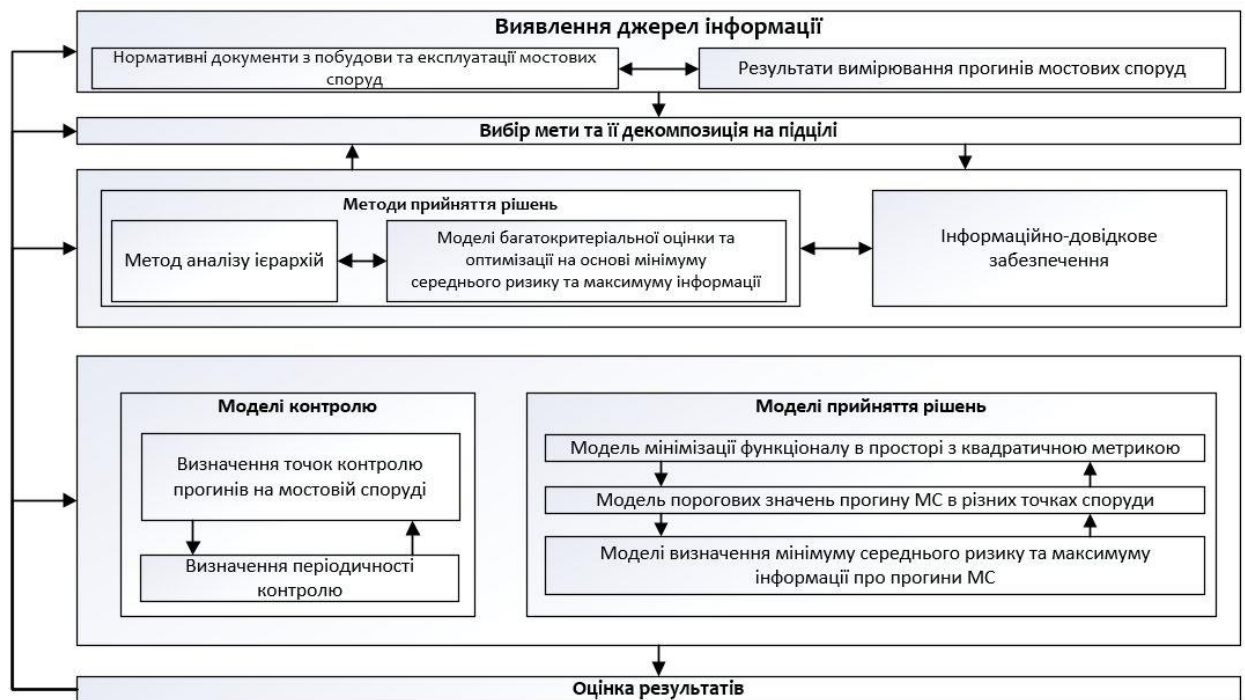 Виявлення джерел інформації
Нормативні документи з побудови та експлуатації мостових
споруд
Результати вимірювання прогинів мостових споруд
Вибір мети та її декомпозиція на підцілі
Методи прийняття рішень
Метод аналізу ієрархій
Моделі багатокритеріальної оцінки та
оптимізації на основі мінімуму
середнього ризику та максимуму інформації
Інформаційно-довідкове
забезпечення
Моделі контролю
Визначення точок контролю
прогинів на мостовій споруді
Визначення періодичності
контролю
Моделі прийняття рішень
Модель мінімізації функціоналу в просторі з квадратичною метрикою
Модель порогових значень прогину МС в різних точках споруди
Моделі визначення мінімуму середнього ризику та максимуму
інформації про прогини МС
Оцінка результатів